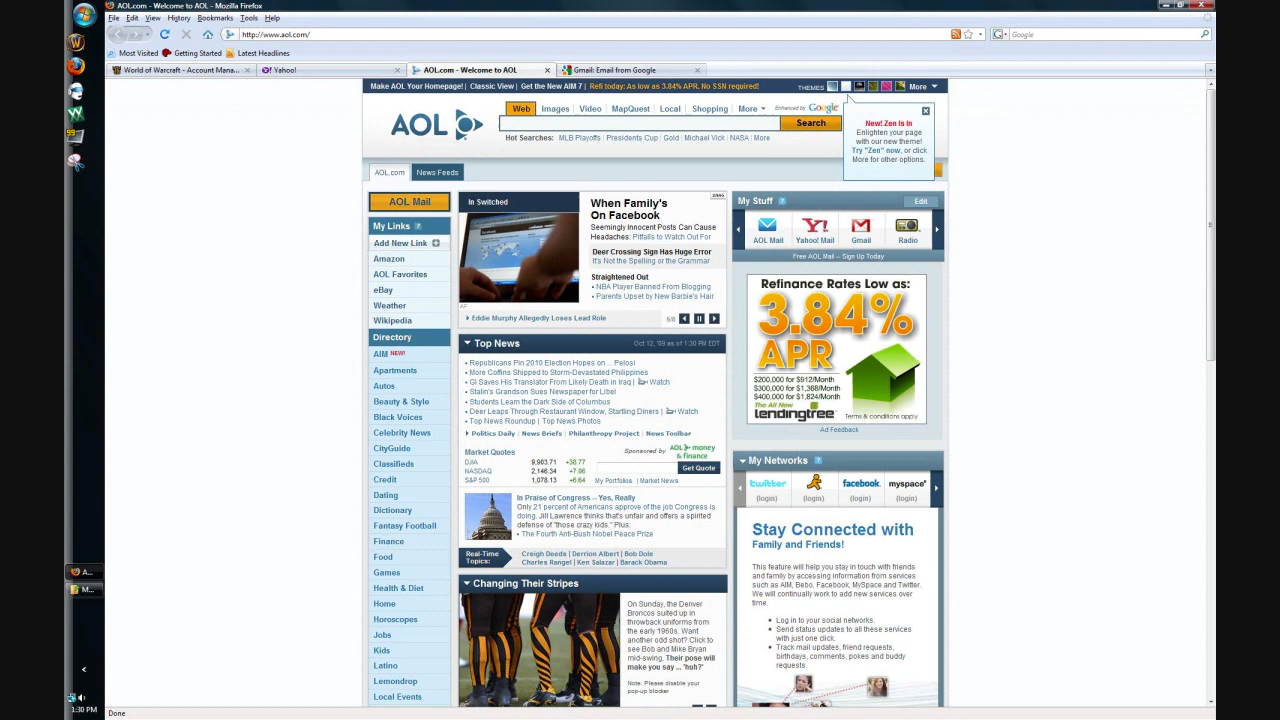 AOL.com - Welcome to AOL - Mozilla Firefox
File Edit View History Bookmarks Tools Help
http://www.aol.com/
Google
Most Visited Getting Started Latest Headlines
World of Warcraft - Account Mana...
Yahoo!
AOL.com - Welcome to AOL
Gmail: Email from Google
Make AOL Your Homepage! | Classic View | Get the New AIM 7 | Refi today: As low as 3.84% APR. No SSN required!
THEMES More
Web Images Video MapQuest Local Shopping More
Enhanced by Google
AOL
Search
Hot Searches: MLB Playoffs | Presidents Cup | Gold | Michael Vick | NASA | More
New! Zen Is In
Enlighten your page
with our new theme!
Try "Zen" now, or click
More for other options.
AOL.com News Feeds
AOL Mail
My Links ?
Add New Link
Amazon
AOL Favorites
eBay
Weather
Wikipedia
Directory
AIM NEW!
Apartments
Autos
Beauty & Style
Black Voices
Celebrity News
CityGuide
Classifieds
Credit
Dating
Dictionary
Fantasy Football
Finance
Food
Games
Health & Diet
Home
Horoscopes
Jobs
Kids
Latino
Lemondrop
Local Events
In Switched
When Family's
On Facebook
Seemingly Innocent Posts Can Cause
Headaches: Pitfalls to Watch Out For
Deer Crossing Sign Has Huge Error
It's Not the Spelling or the Grammar
Straightened Out
• NBA Player Banned From Blogging
• Parents Upset by New Barbie's Hair
AP
Eddie Murphy Allegedly Loses Lead Role
Top News
Oct 12, '09 as of 1:30 PM EDT
• Republicans Pin 2010 Election Hopes on ... Pelosi
• More Coffins Shipped to Storm-Devastated Philippines
• GI Saves His Translator From Likely Death in Iraq | Watch
• Stalin's Grandson Sues Newspaper for Libel
• Students Learn the Dark Side of Columbus
• Deer Leaps Through Restaurant Window, Startling Diners | Watch
• Top News Roundup | Top News Photos
Politics Daily | News Briefs | Philanthropy Project | News Toolbar
Market Quotes
DJIA 9,903.71 +38.77
NASDAQ 2,146.34 +7.06
S&P 500 1,078.13 +6.64
Sponsored by AOL money
& finance
Get Quote
My Portfolios | Market News
In Praise of Congress -- Yes, Really
Only 21 percent of Americans approve of the job Congress is
doing. Jill Lawrence thinks that's unfair and offers a spirited
defense of "those crazy kids." Plus:
• The Fourth Anti-Bush Nobel Peace Prize
Real-Time
Topics:
Creigh Deeds | Derrion Albert | Bob Dole
Charles Rangel | Ken Salazar | Barack Obama
Changing Their Stripes
On Sunday, the Denver
Broncos suited up in
throwback uniforms
from the early 1960s. Want
another odd shot? Click to
see Bob and Mike Bryan
mid-swing. Their pose will
make you say ... 'huh?'
Note: Please disable your
pop-up blocker
My Stuff ?
Edit
AOL Mail Yahoo! Mail Gmail Radio
Free AOL Mail -- Sign Up Today
Refinance Rates Low as:
3.84%
APR
$200,000 for $912/Month
$300,000 for $1,368/Month
$400,000 for $1,824/Month
The All New
lendingtree
Terms & conditions apply
Ad Feedback
My Networks ?
twitter facebook. myspace
(login) (login) (login) (login)
Stay Connected with
Family and Friends!
This feature will help you stay in touch with friends
and family by accessing information from services
such as AIM, Bebo, Facebook, MySpace and Twitter.
We will continually work to add new services over
time.
• Log in to your social networks.
• Send status updates to all these services
with just one click.
• Track mail updates, friend requests,
birthdays, comments, pokes and buddy
requests.
99
A...
M...
1:30 PM
Done